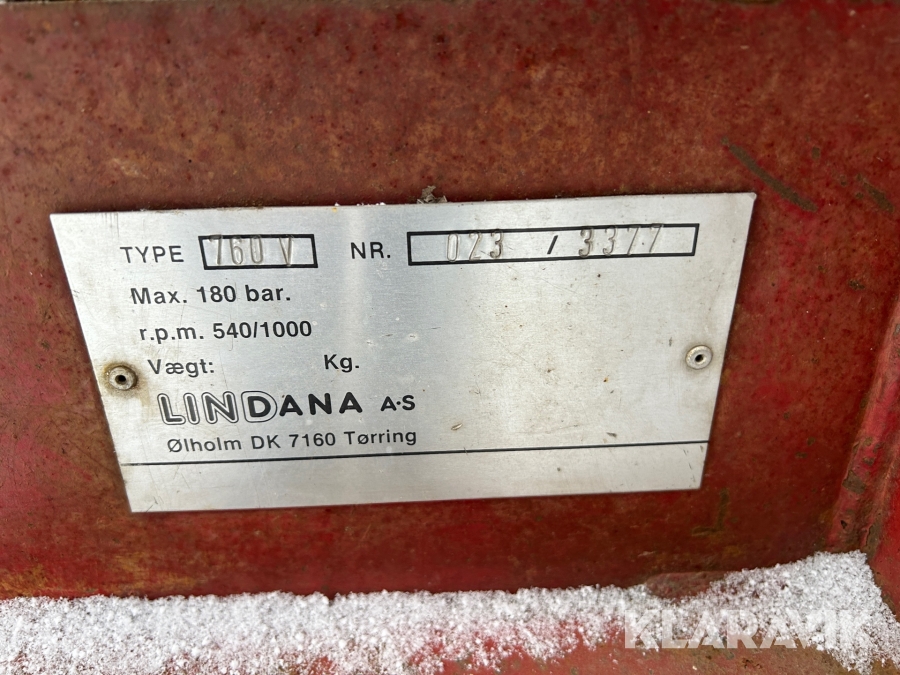 TYPE 760 V NR. 023 / 3377
Max. 180 bar.
r.p.m. 540/1000
Vægt: Kg.
LINDANA A·S
Ølholm DK 7160 Tørring
KLARAVIK